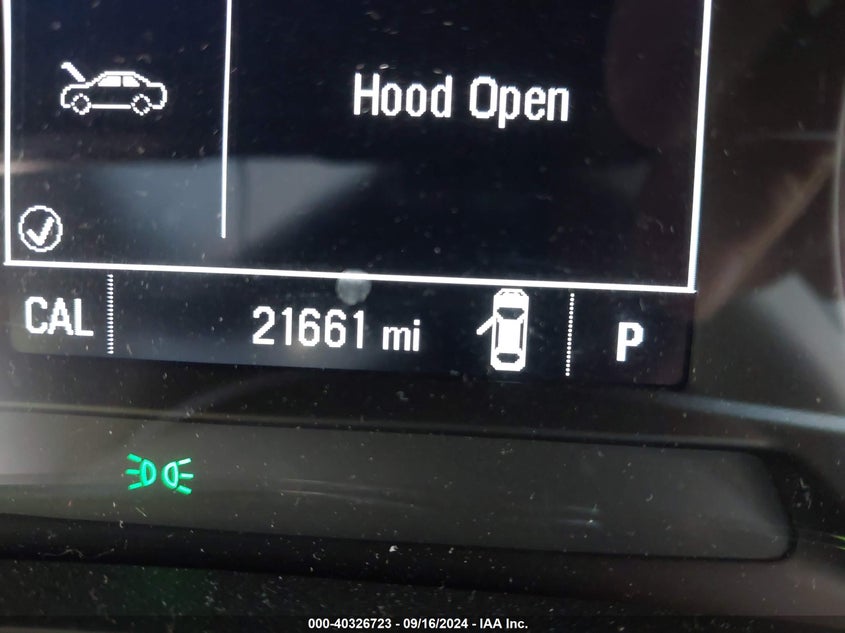 Hood Open
CAL 21661 mi P
000-40326723 - 09/16/2024 - IAA Inc.